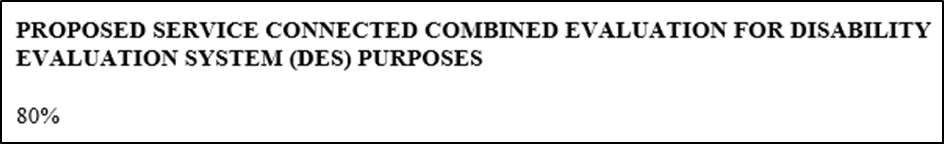 PROPOSED SERVICE CONNECTED COMBINED EVALUATION FOR DISABILITY
EVALUATION SYSTEM (DES) PURPOSES
80%